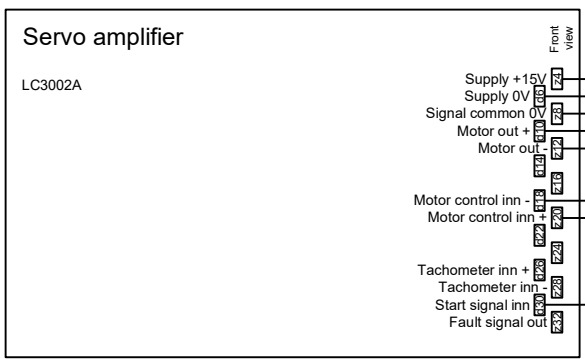 Servo amplifier
Front
view
LC3002A
Supply +15V z4
Supply 0V d6
Signal common 0V z8
Motor out + d10
Motor out - z12
d14
z16
Motor control inn - d18
Motor control inn + z20
d22
z24
Tachometer inn + d26
Tachometer inn - z28
Start signal inn d30
Fault signal out z32